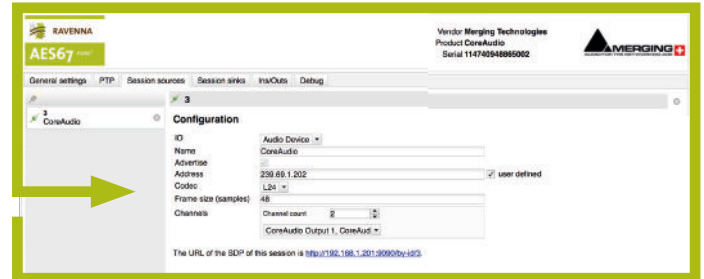 RAVENNA
AES67
Vendor Merging Technologies
Product CoreAudio
Serial 114740948865002
MERGING
General settings PTP Session sources Session sinks Ins/Outs Debug
3
3
CoreAudio
Configuration
IO Audio Device
Name CoreAudio
Advertise
Address 239.69.1.202 user defined
Codec L24
Frame size (samples) 48
Channels Channel count 2
CoreAudio Output 1, CoreAud
The URL of the SDP of this session is http://192.168.1.201:9090/by-id/3.